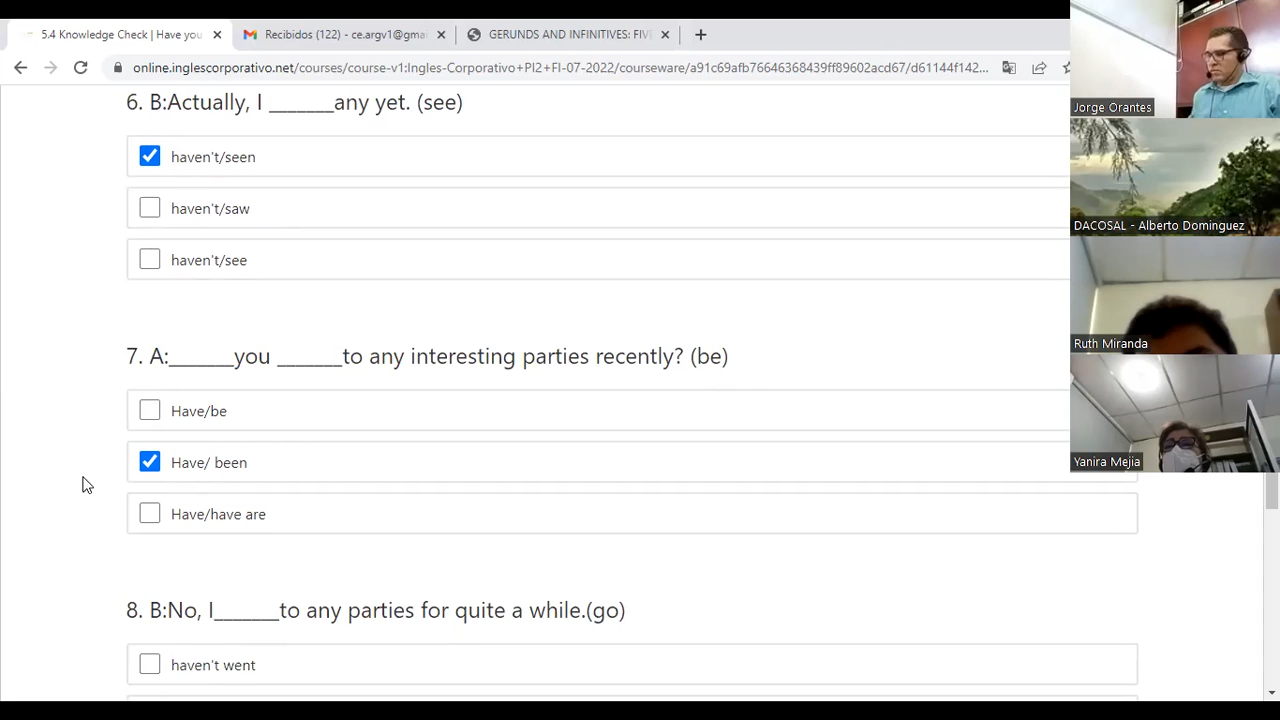 5.4 Knowledge Check | Have you
Recibidos (122) - ce.argv1@gma
GERUNDS AND INFINITIVES: FIV
online.inglescorporativo.net/courses/course-v1:Ingles-Corporativo+PI2+FI-07-2022/courseware/a91c69afb76646368439ff89602acd67/d61144f142...
6. B:Actually, I _______any yet. (see)
haven't/seen
haven't/saw
haven't/see
7. A:_______you _______to any interesting parties recently? (be)
Have/be
Have/ been
Have/have are
8. B:No, I_______to any parties for quite a while.(go)
haven't went
Jorge Orantes
DACOSAL - Alberto Dominguez
Ruth Miranda
Yanira Mejia